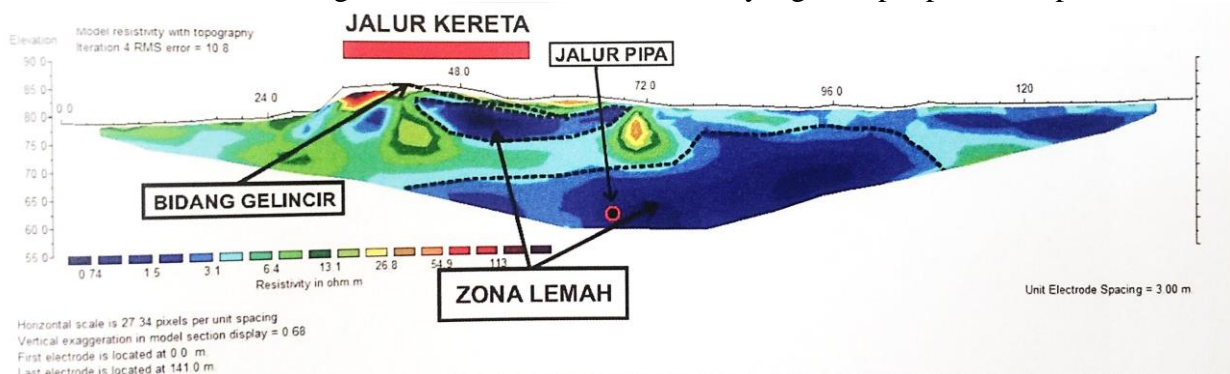 JALUR KERETA
Elevation
Model resistivity with topography
Iteration 4 RMS error = 10.8
JALUR PIPA
90.0
85.0
80.0
75.0
70.0
65.0
60.0
55.0
0.0
24.0
48.0
72.0
96.0
120
BIDANG GELINCIR
ZONA LEMAH
0.74 1.5 3.1 6.4 13.1 26.8 54.9 113
Resistivity in ohm.m
Unit Electrode Spacing = 3.00 m.
Horizontal scale is 27.34 pixels per unit spacing
Vertical exaggeration in model section display = 0.68
First electrode is located at 0.0 m.
Last electrode is located at 141.0 m.